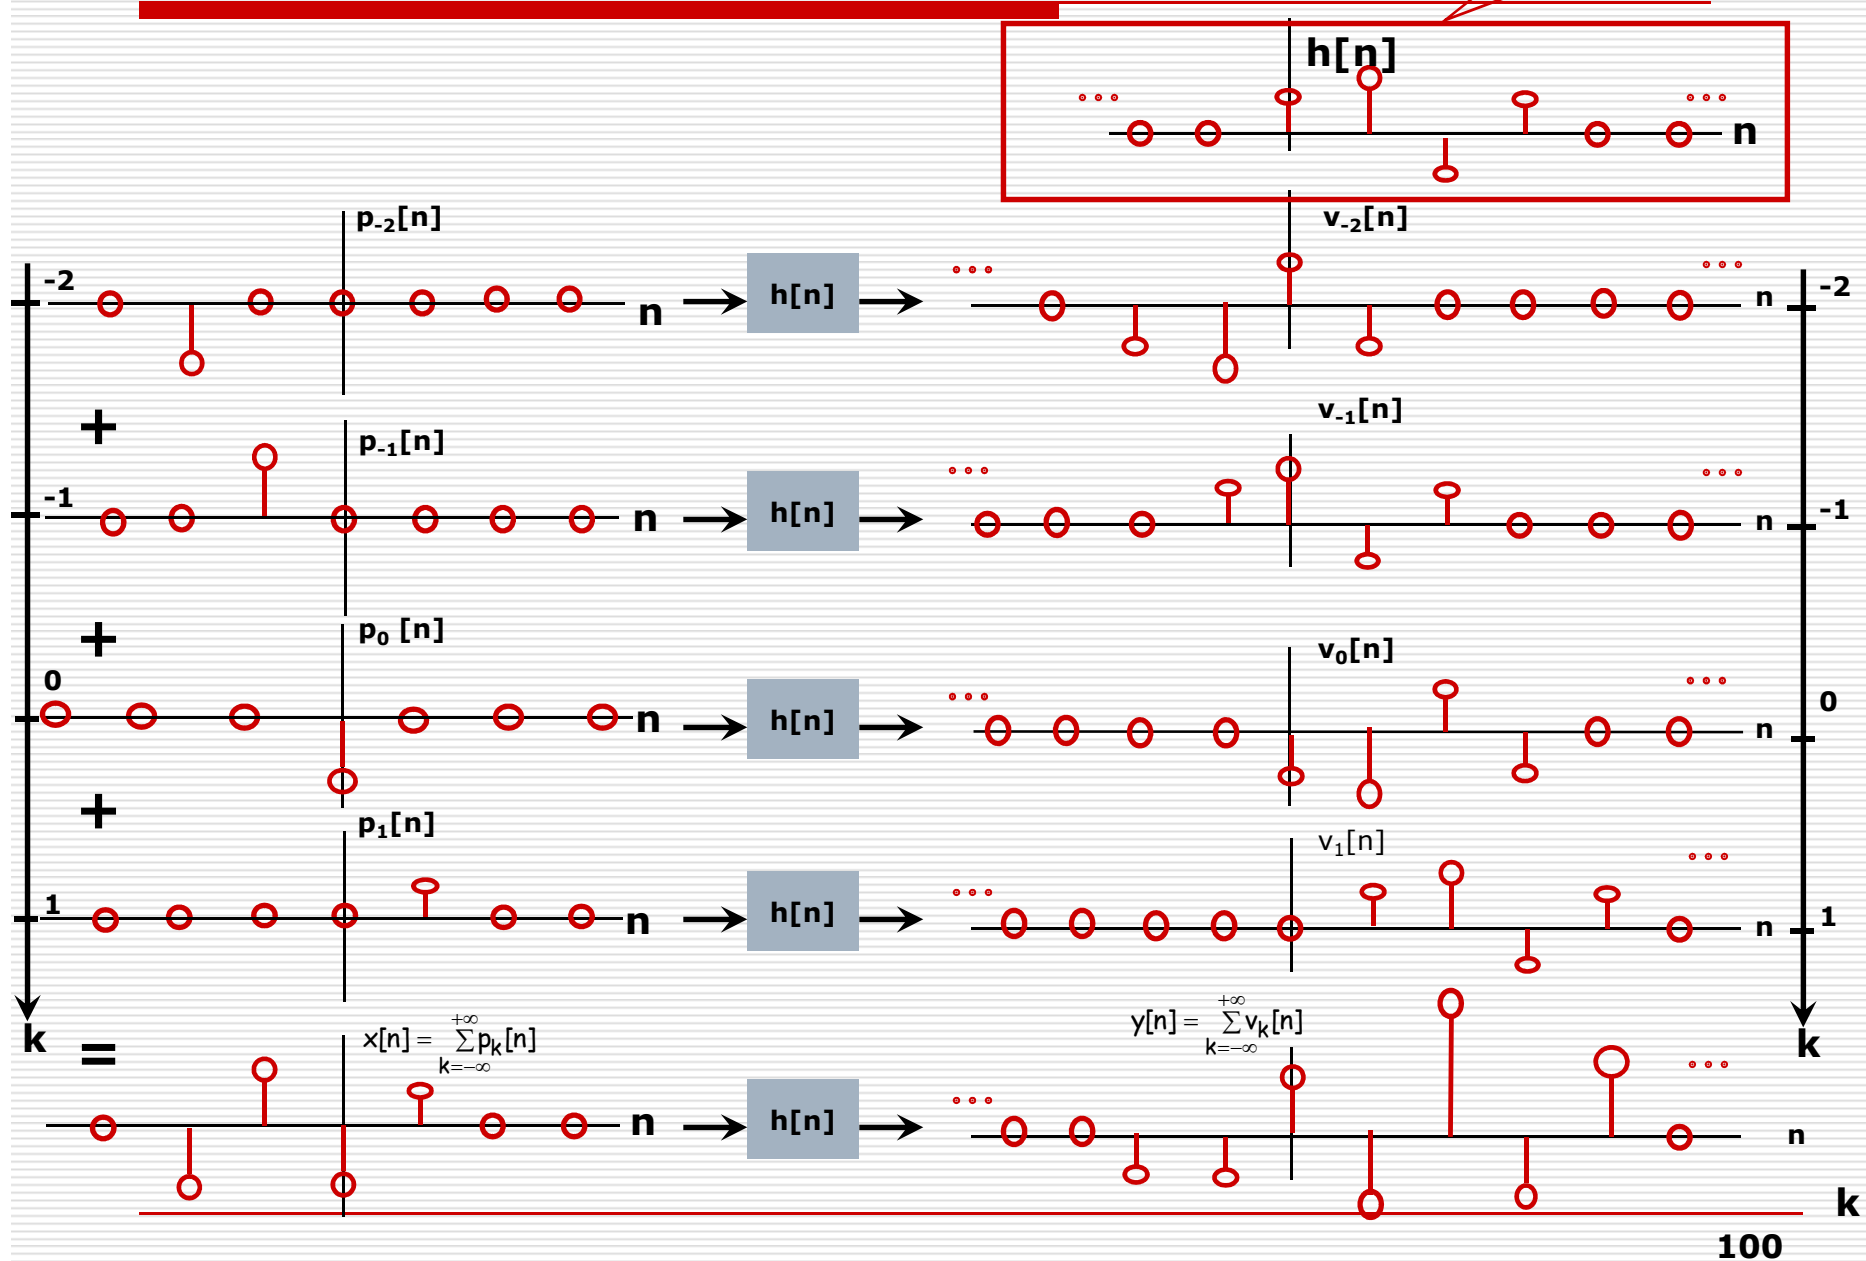 h[n]
n
p-2[n]
v-2[n]
-2
n
h[n]
n
-2
+
p-1[n]
v-1[n]
-1
n
h[n]
n
-1
+
p0 [n]
v0[n]
0
n
h[n]
n
0
+
p1[n]
v1[n]
1
n
h[n]
n
1
k
=
x[n] = +∞ ∑ k=−∞ pk[n]
y[n] = +∞ ∑ k=−∞ vk[n]
k
n
h[n]
n
k
100